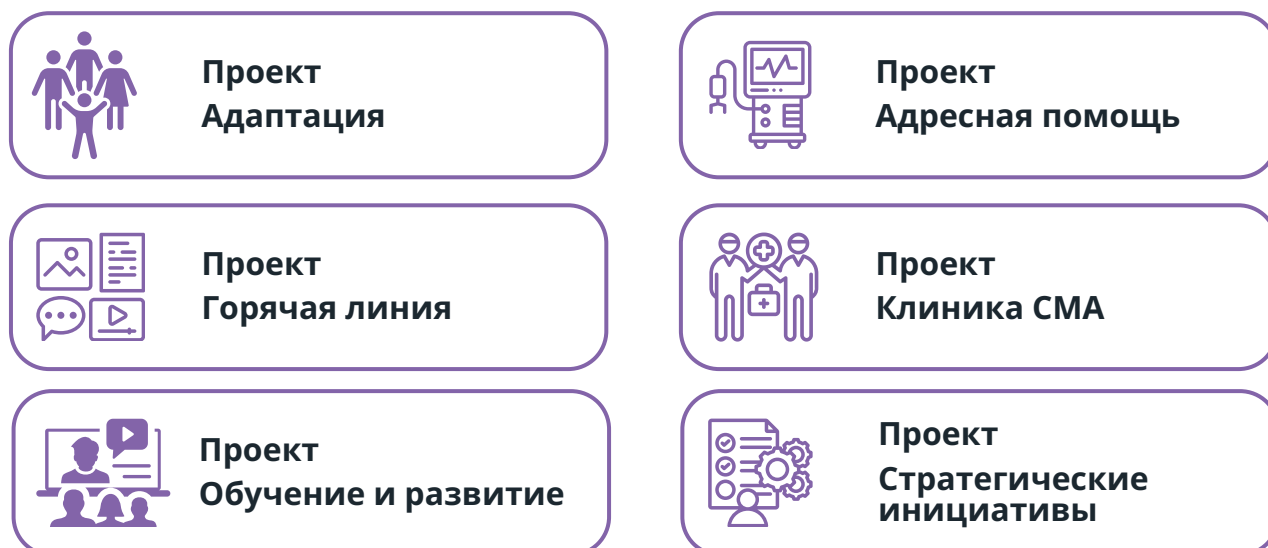 Проект
Адаптация
Проект
Адресная помощь
Проект
Горячая линия
Проект
Клиника СМА
Проект
Обучение и развитие
Проект
Стратегические
инициативы